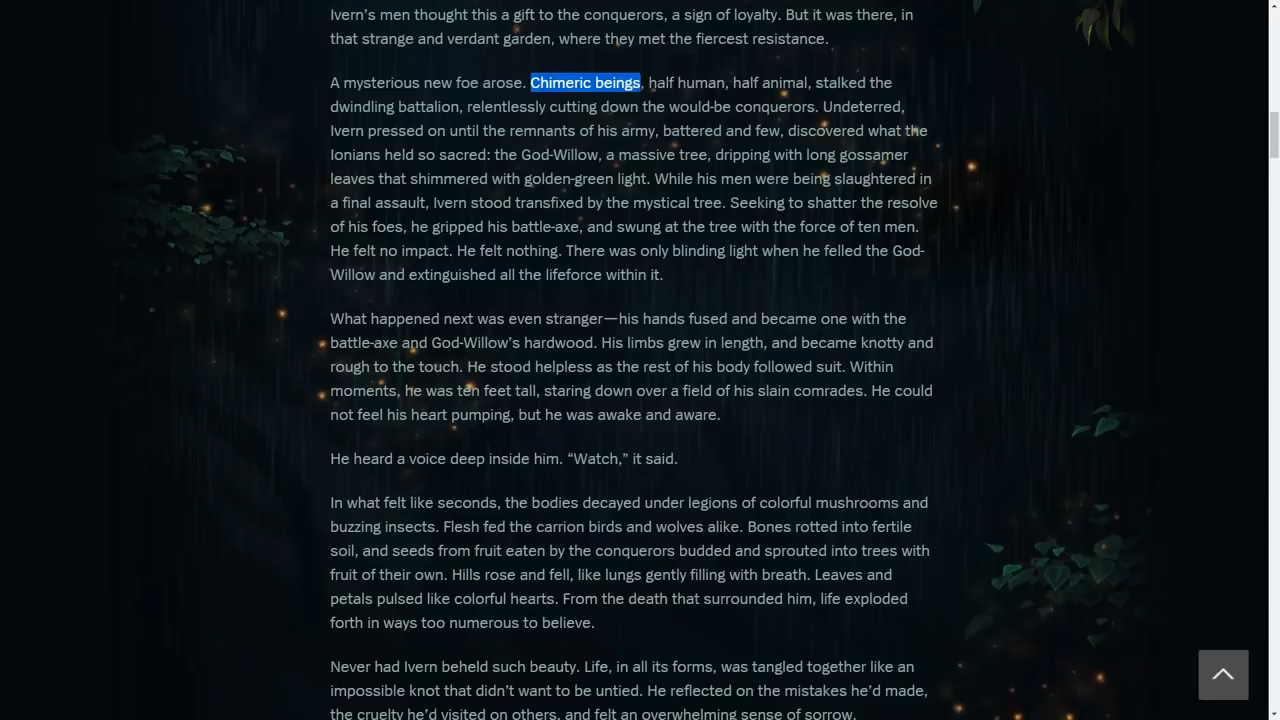 Ivern’s men thought this a gift to the conquerors, a sign of loyalty. But it was there, in
that strange and verdant garden, where they met the fiercest resistance.
A mysterious new foe arose. Chimeric beings, half human, half animal, stalked the
dwindling battalion, relentlessly cutting down the would-be conquerors. Undeterred,
Ivern pressed on until the remnants of his army, battered and few, discovered what the
Ionians held so sacred: the God-Willow, a massive tree, dripping with long gossamer
leaves that shimmered with golden-green light. While his men were being slaughtered in
a final assault, Ivern stood transfixed by the mystical tree. Seeking to shatter the resolve
of his foes, he gripped his battle-axe, and swung at the tree with the force of ten men.
He felt no impact. He felt nothing. There was only blinding light when he felled the God-
Willow and extinguished all the lifeforce within it.
What happened next was even stranger—his hands fused and became one with the
battle-axe and God-Willow’s hardwood. His limbs grew in length, and became knotty and
rough to the touch. He stood helpless as the rest of his body followed suit. Within
moments, he was ten feet tall, staring down over a field of his slain comrades. He could
not feel his heart pumping, but he was awake and aware.
He heard a voice deep inside him. “Watch,” it said.
In what felt like seconds, the bodies decayed under legions of colorful mushrooms and
buzzing insects. Flesh fed the carrion birds and wolves alike. Bones rotted into fertile
soil, and seeds from fruit eaten by the conquerors budded and sprouted into trees with
fruit of their own. Hills rose and fell, like lungs gently filling with breath. Leaves and
petals pulsed like colorful hearts. From the death that surrounded him, life exploded
forth in ways too numerous to believe.
Never had Ivern beheld such beauty. Life, in all its forms, was tangled together like an
impossible knot that didn’t want to be untied. He reflected on the mistakes he’d made,
the cruelty he’d visited on others, and felt an overwhelming sense of sorrow.